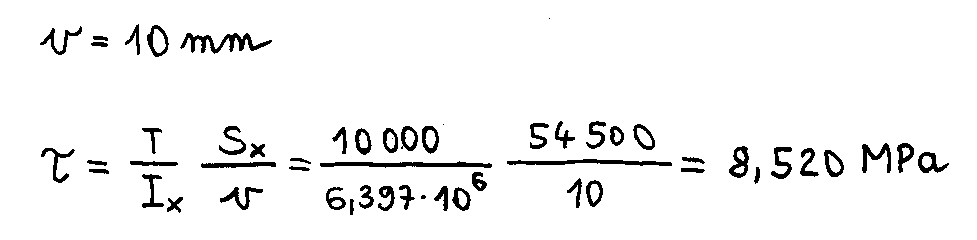 v = 10 mm
τ = T/Iₓ Sₓ/v = 10 000/6,397·10⁶ 54 500/10 = 8,520 MPa